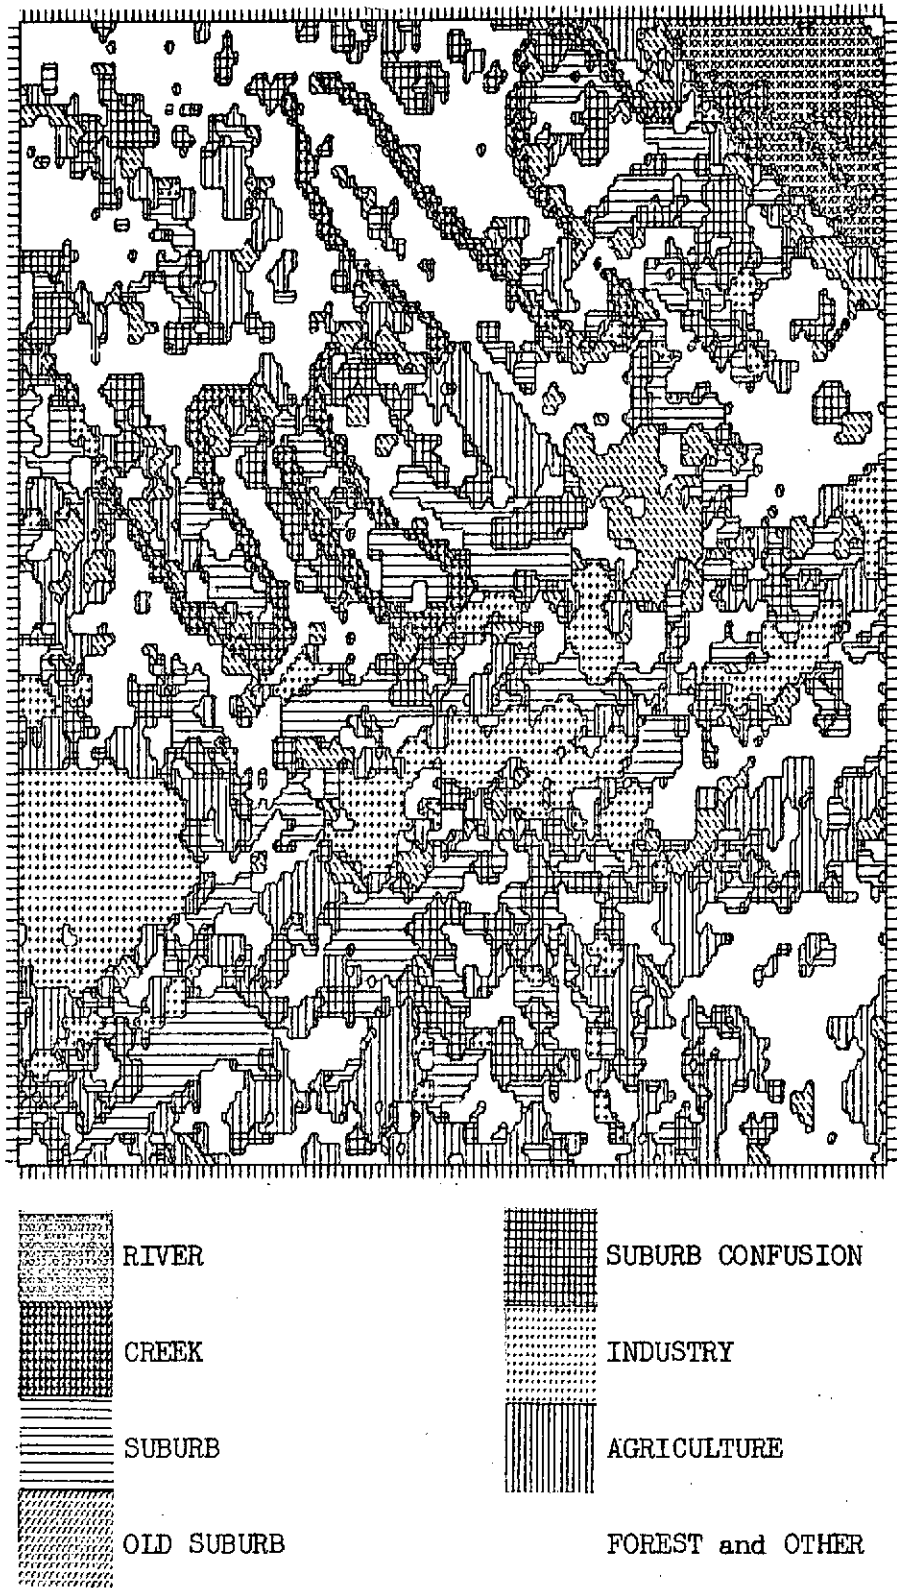 RIVER
CREEK
SUBURB
OLD SUBURB
SUBURB CONFUSION
INDUSTRY
AGRICULTURE
FOREST and OTHER